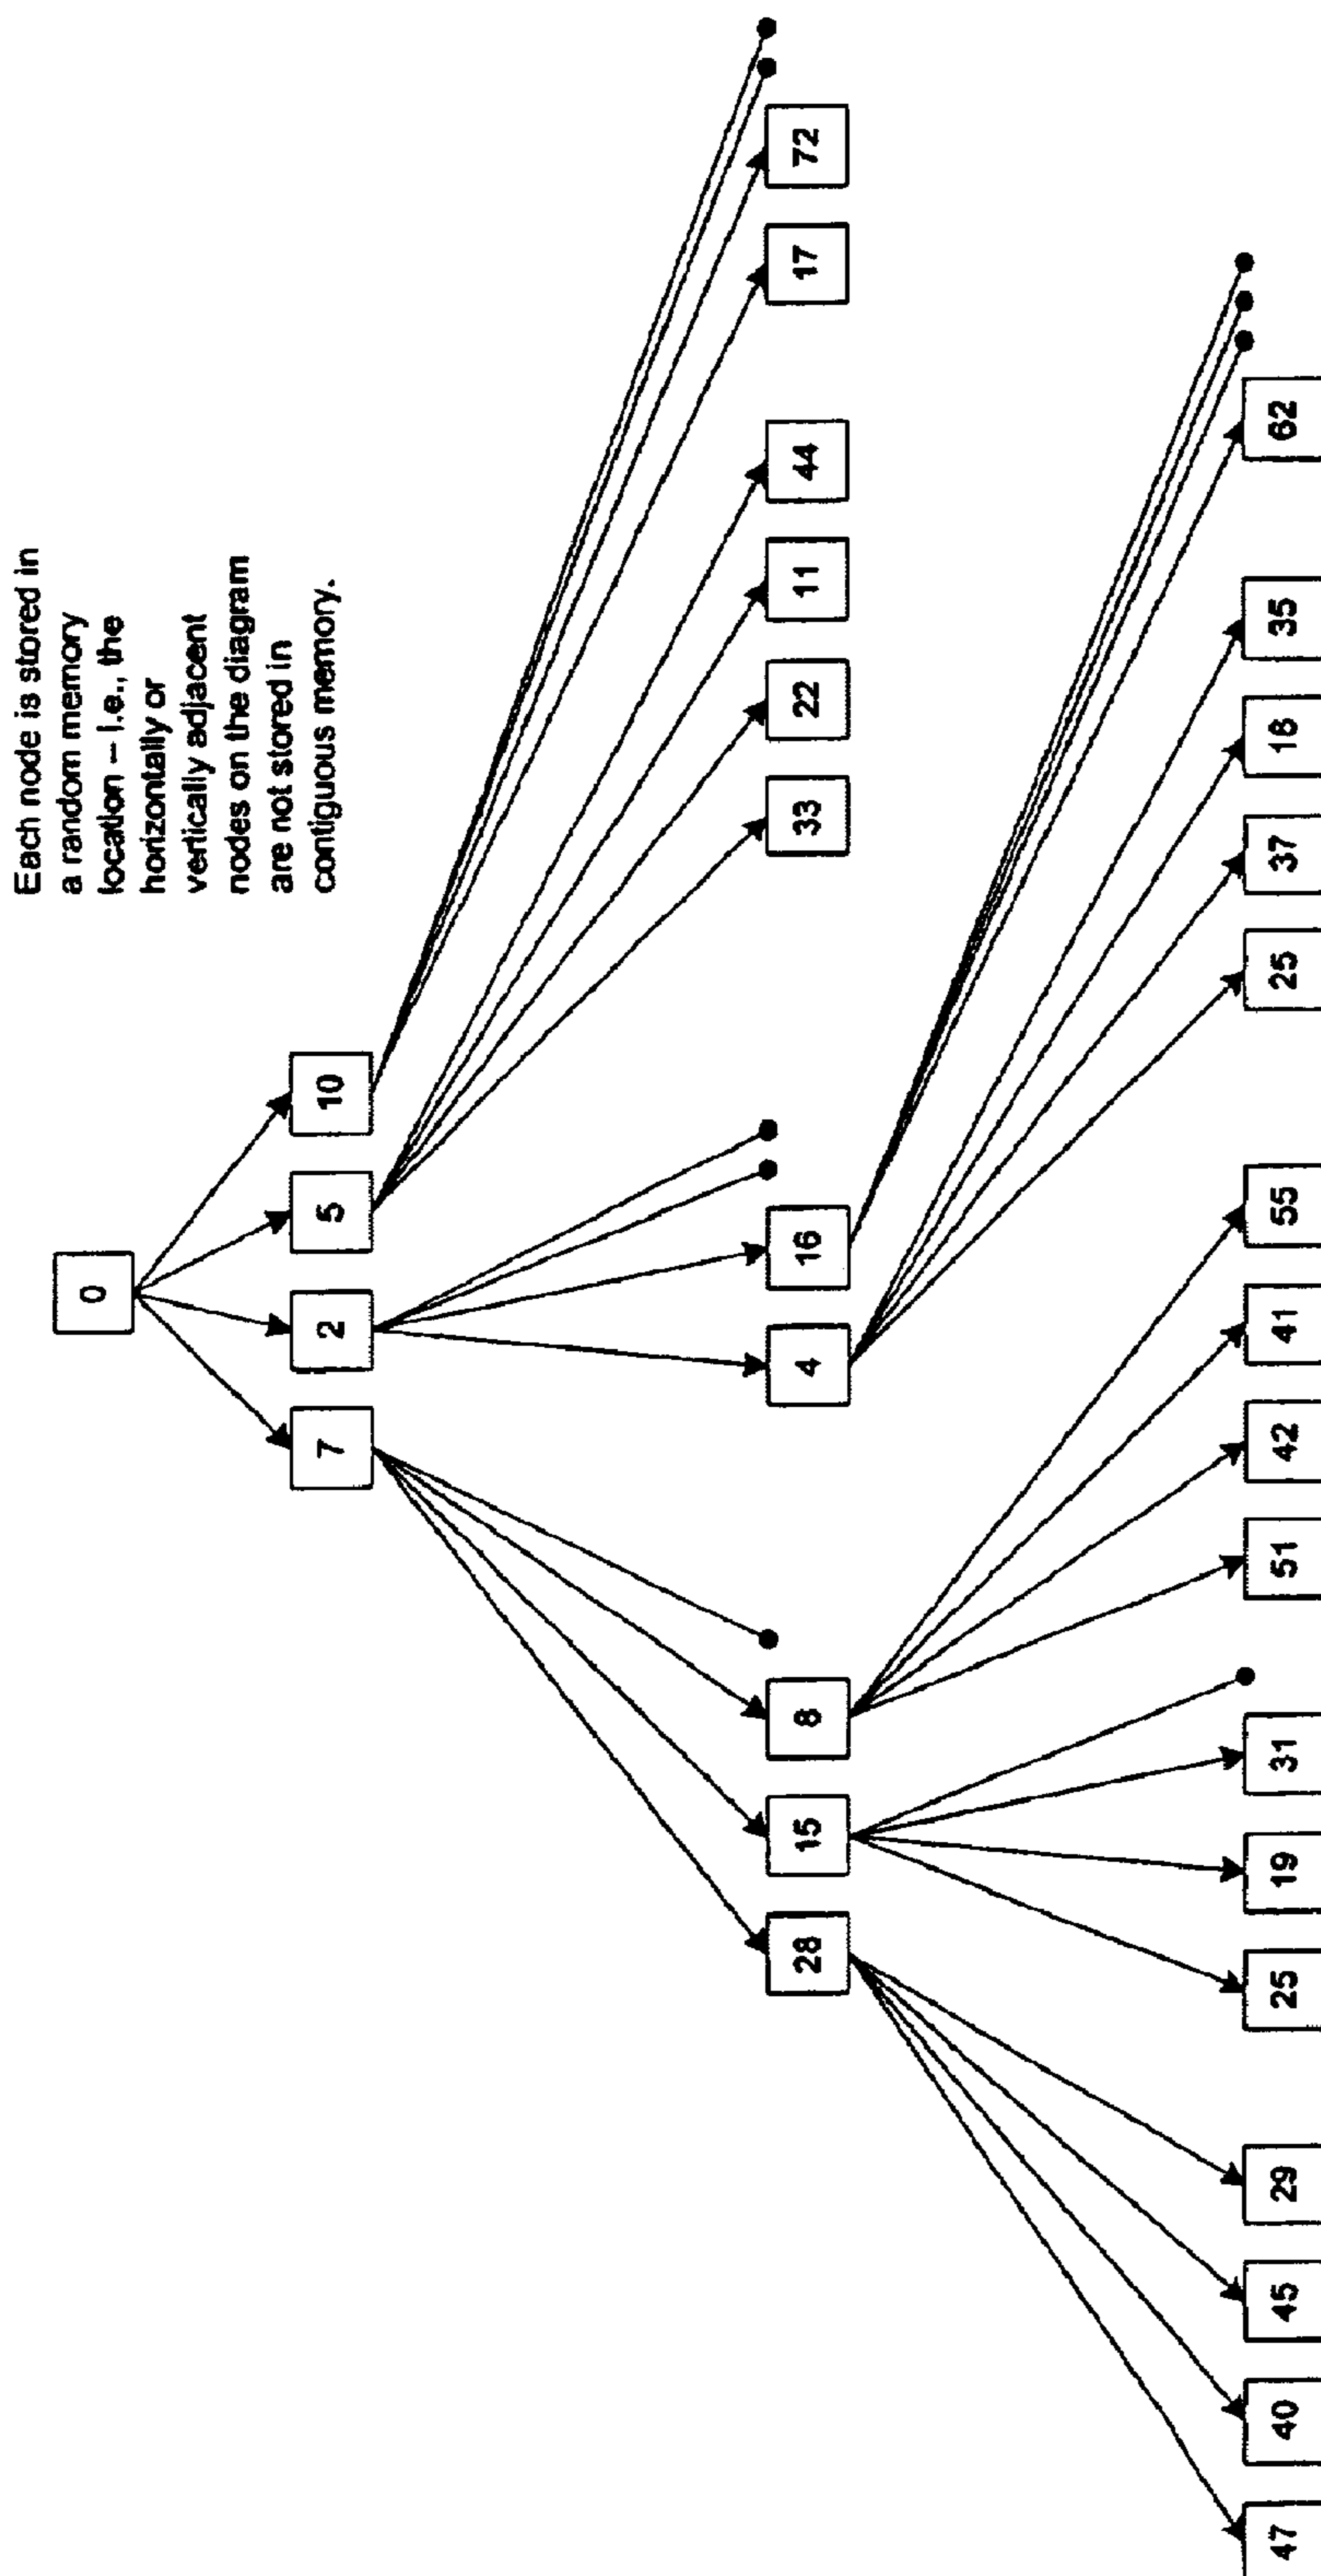 Each node is stored in
a random memory
location – i.e., the
horizontally or
vertically adjacent
nodes on the diagram
are not stored in
contiguous memory.
0
7 2 5 10
28 15 8 4 16 33 22 11 44 17 72
47 40 45 29 25 19 31 51 42 41 55 25 37 18 35 62